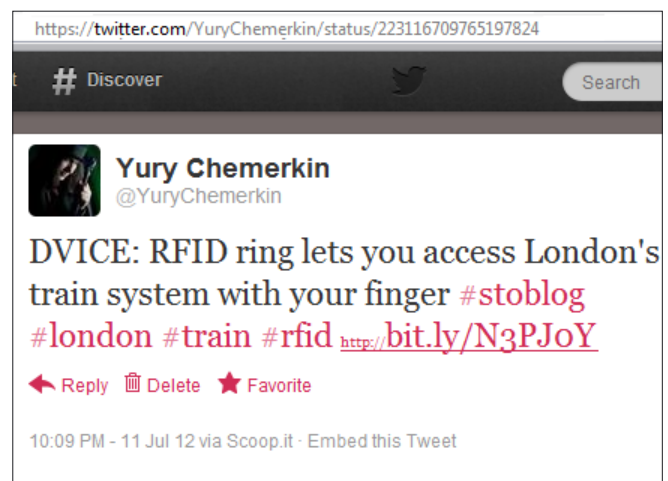 https://twitter.com/YuryChemerkin/status/223116709765197824
t # Discover Search
Yury Chemerkin
@YuryChemerkin
DVICE: RFID ring lets you access London's
train system with your finger #stoblog
#london #train #rfid http://bit.ly/N3PJ0Y
Reply Delete Favorite
10:09 PM - 11 Jul 12 via Scoop.it · Embed this Tweet